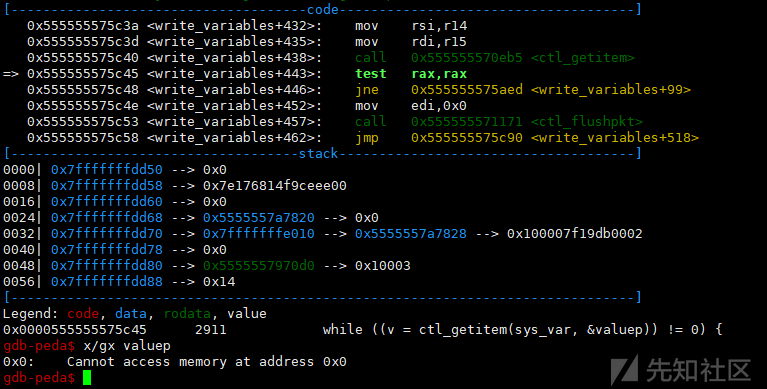 [-------------------------------------code-------------------------------------]
   0x555555575c3a <write_variables+432>:	mov    rsi,r14
   0x555555575c3d <write_variables+435>:	mov    rdi,r15
   0x555555575c40 <write_variables+438>:	call   0x555555570eb5 <ctl_getitem>
=> 0x555555575c45 <write_variables+443>:	test   rax,rax
   0x555555575c48 <write_variables+446>:	jne    0x555555575aed <write_variables+99>
   0x555555575c4e <write_variables+452>:	mov    edi,0x0
   0x555555575c53 <write_variables+457>:	call   0x555555571171 <ctl_flushpkt>
   0x555555575c58 <write_variables+462>:	jmp    0x555555575c90 <write_variables+518>
[------------------------------------stack-------------------------------------]
0000| 0x7fffffffdd50 --> 0x0
0008| 0x7fffffffdd58 --> 0x7e176814f9ceee00
0016| 0x7fffffffdd60 --> 0x0
0024| 0x7fffffffdd68 --> 0x5555557a7820 --> 0x0
0032| 0x7fffffffdd70 --> 0x7fffffffe010 --> 0x5555557a7828 --> 0x100007f19db0002
0040| 0x7fffffffdd78 --> 0x0
0048| 0x7fffffffdd80 --> 0x5555557970d0 --> 0x10003
0056| 0x7fffffffdd88 --> 0x14
[------------------------------------------------------------------------------]
Legend: code, data, rodata, value
0x0000555555575c45	2911		while ((v = ctl_getitem(sys_var, &valuep)) != 0) {
gdb-peda$ x/gx valuep
0x0:	Cannot access memory at address 0x0
gdb-peda$
先知社区